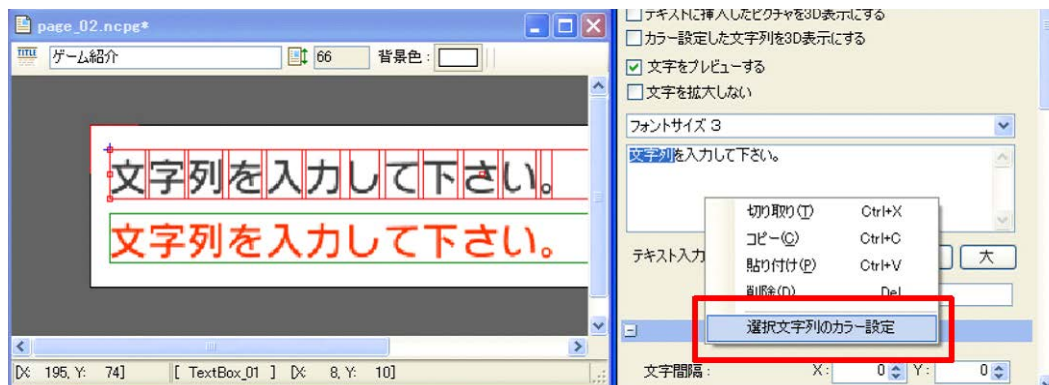 page_02.ncpg*
TITLE
ゲーム紹介
66
背景色 :
文字列を入力して下さい。
文字列を入力して下さい。
[X: 195, Y: 74]
[ TextBox_01 ] [X: 8, Y: 10]
テキストに挿入したピクチャを3D表示にする
カラー設定した文字列を3D表示にする
文字をプレビューする
文字を拡大しない
フォントサイズ 3
文字列を入力して下さい。
切り取り(T) Ctrl+X
コピー(C) Ctrl+C
テキスト入力
大
貼り付け(P) Ctrl+V
削除(D) Del
選択文字列のカラー設定
文字間隔 : X : 0 Y : 0